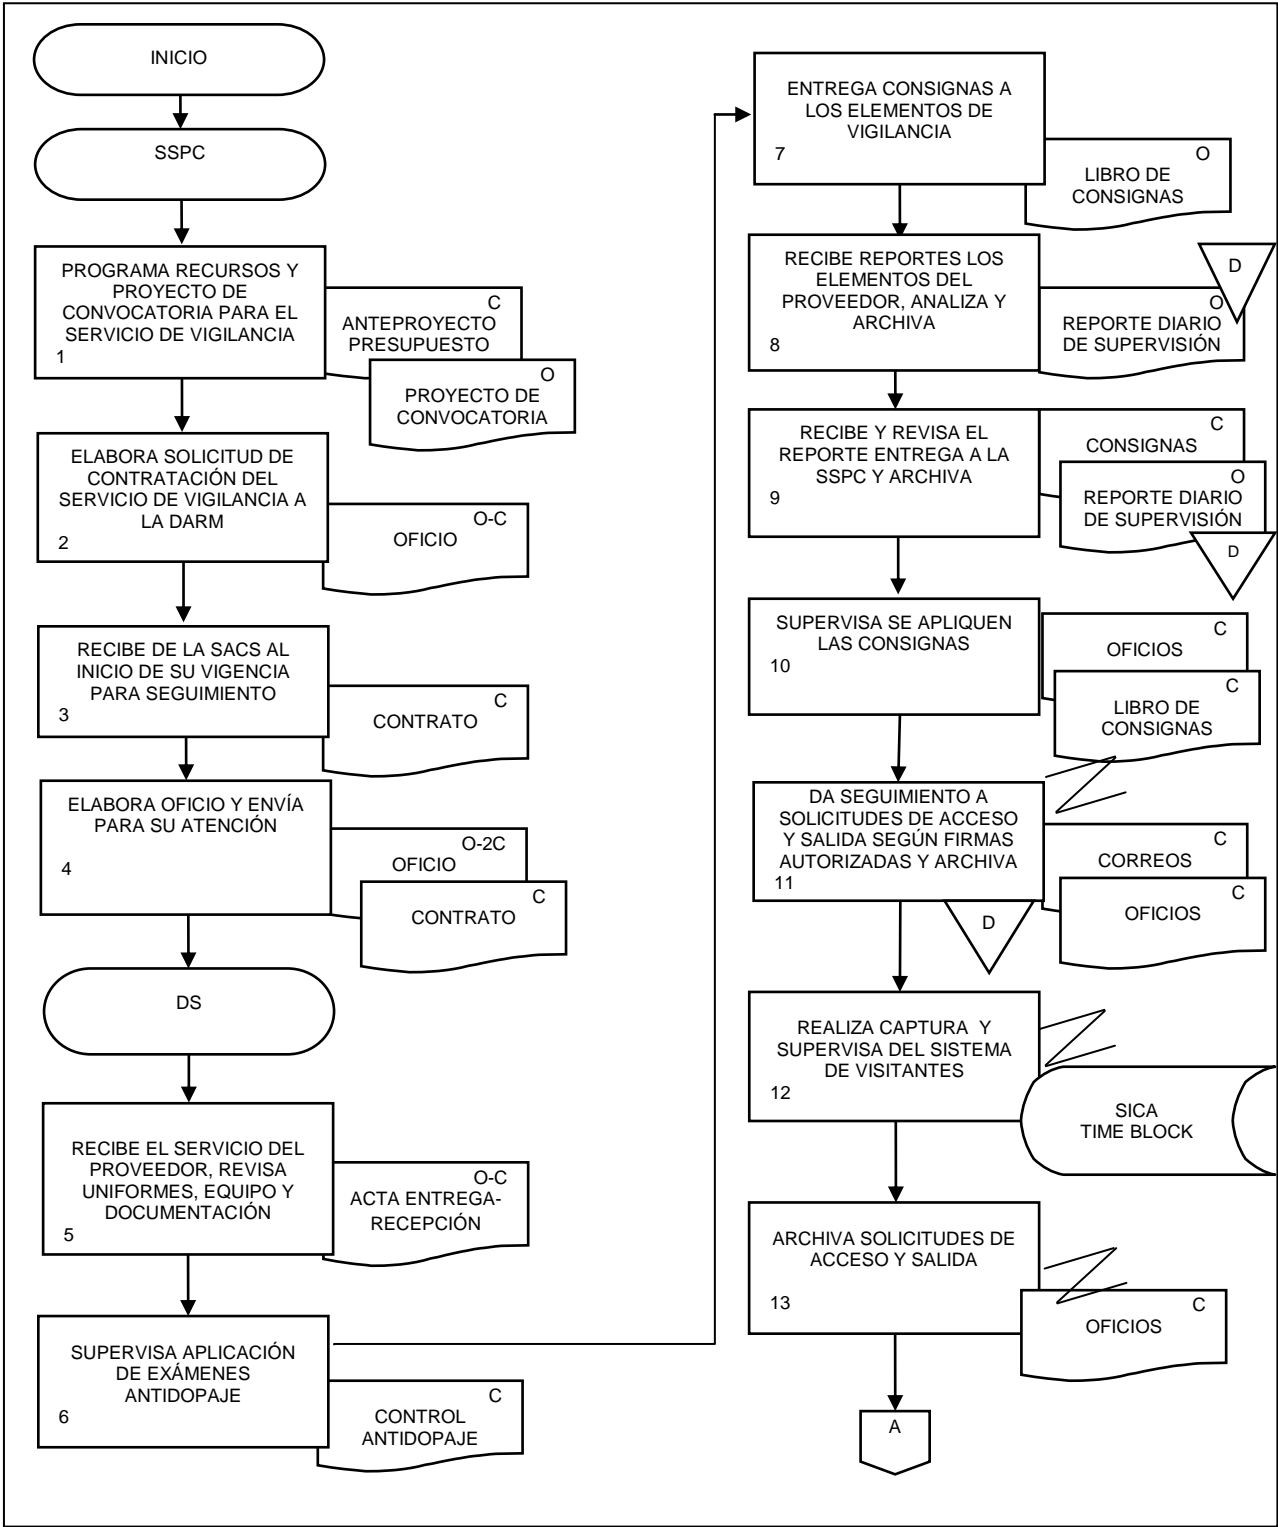 INICIO
SSPC
PROGRAMA RECURSOS Y
PROYECTO DE
CONVOCATORIA PARA EL
SERVICIO DE VIGILANCIA
1
C
ANTEPROYECTO
PRESUPUESTO
O
PROYECTO DE
CONVOCATORIA
ELABORA SOLICITUD DE
CONTRATACIÓN DEL
SERVICIO DE VIGILANCIA A
LA DARM
2
O-C
OFICIO
RECIBE DE LA SACS AL
INICIO DE SU VIGENCIA
PARA SEGUIMIENTO
3
C
CONTRATO
ELABORA OFICIO Y ENVÍA
PARA SU ATENCIÓN
4
O-2C
OFICIO
C
CONTRATO
DS
RECIBE EL SERVICIO DEL
PROVEEDOR, REVISA
UNIFORMES, EQUIPO Y
DOCUMENTACIÓN
5
O-C
ACTA ENTREGA-
RECEPCIÓN
SUPERVISA APLICACIÓN
DE EXÁMENES
ANTIDOPAJE
6
C
CONTROL
ANTIDOPAJE
ENTREGA CONSIGNAS A
LOS ELEMENTOS DE
VIGILANCIA
7
O
LIBRO DE
CONSIGNAS
RECIBE REPORTES LOS
ELEMENTOS DEL
PROVEEDOR, ANALIZA Y
ARCHIVA
8
D
O
REPORTE DIARIO
DE SUPERVISIÓN
RECIBE Y REVISA EL
REPORTE ENTREGA A LA
SSPC Y ARCHIVA
9
C
CONSIGNAS
O
REPORTE DIARIO
DE SUPERVISIÓN
D
SUPERVISA SE APLIQUEN
LAS CONSIGNAS
10
C
OFICIOS
C
LIBRO DE
CONSIGNAS
DA SEGUIMIENTO A
SOLICITUDES DE ACCESO
Y SALIDA SEGÚN FIRMAS
AUTORIZADAS Y ARCHIVA
11
C
CORREOS
C
OFICIOS
D
REALIZA CAPTURA Y
SUPERVISA DEL SISTEMA
DE VISITANTES
12
SICA
TIME BLOCK
ARCHIVA SOLICITUDES DE
ACCESO Y SALIDA
13
C
OFICIOS
A